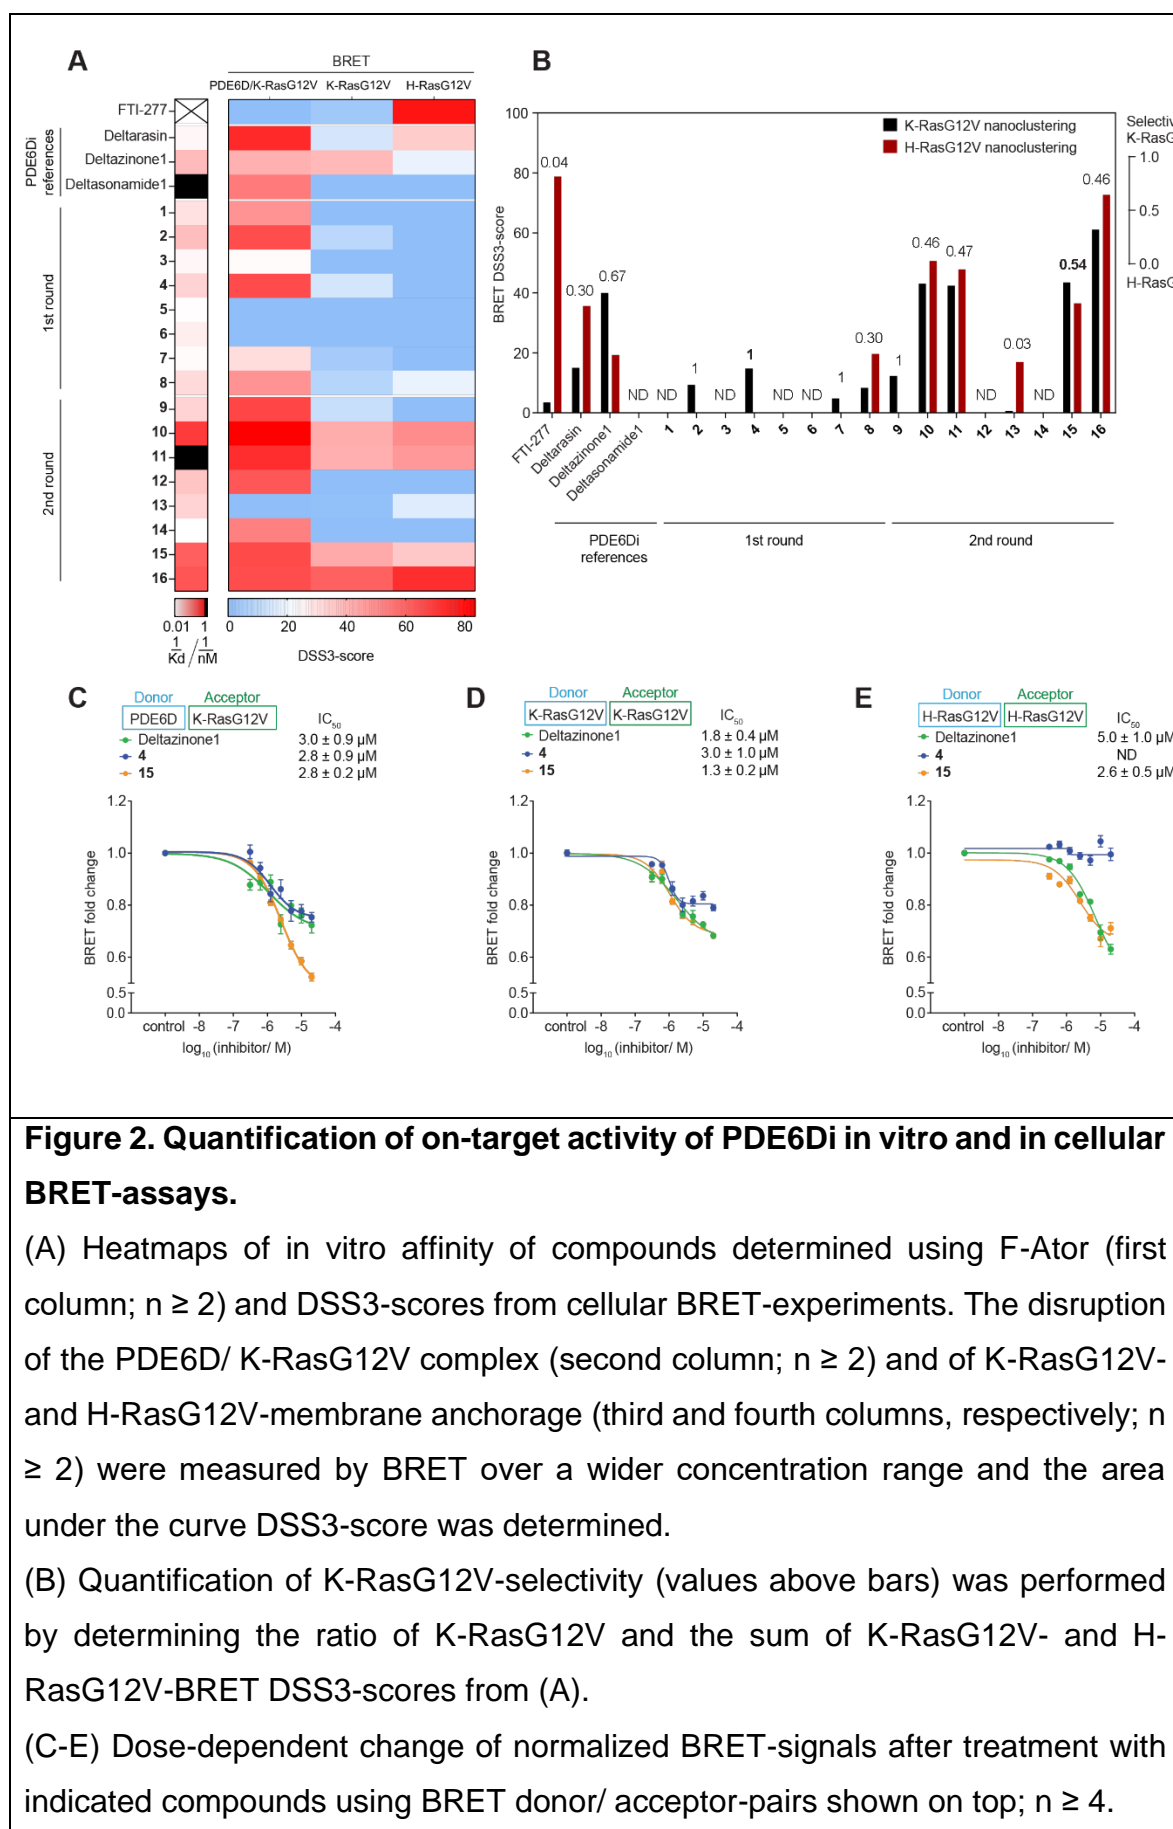 A
BRET
PDE6D/K-RasG12V K-RasG12V H-RasG12V
FTI-277
Deltarasin
Deltazinone1
Deltasonamide1
PDE6Di references
1
2
3
4
5
6
7
8
1st round
9
10
11
12
13
14
15
16
2nd round
0.01 1
1/Kd / 1/nM
0 20 40 60 80
DSS3-score
B
K-RasG12V nanoclustering
H-RasG12V nanoclustering
BRET DSS3-score
100
80
60
40
20
0
0.04 0.30 0.67 ND ND 1 ND 1 ND ND 1 0.30 1 0.46 0.47 ND 0.03 ND 0.54 0.46
FTI-277 Deltarasin Deltazinone1 Deltasonamide1 1 2 3 4 5 6 7 8 9 10 11 12 13 14 15 16
PDE6Di references
1st round
2nd round
1.0
0.5
0.0
C
Donor Acceptor
PDE6D K-RasG12V IC50
Deltazinone1 3.0 ± 0.9 µM
4 2.8 ± 0.9 µM
15 2.8 ± 0.2 µM
BRET fold change
1.2
1.0
0.8
0.6
0.5
0.0
control -8 -7 -6 -5 -4
log10 (inhibitor/ M)
D
Donor Acceptor
K-RasG12V K-RasG12V IC50
Deltazinone1 1.8 ± 0.4 µM
4 3.0 ± 1.0 µM
15 1.3 ± 0.2 µM
BRET fold change
1.2
1.0
0.8
0.6
0.5
0.0
control -8 -7 -6 -5 -4
log10 (inhibitor/ M)
E
Donor Acceptor
H-RasG12V H-RasG12V IC50
Deltazinone1 5.0 ± 1.0 µM
4 ND
15 2.6 ± 0.5 µM
BRET fold change
1.2
1.0
0.8
0.6
0.5
0.0
control -8 -7 -6 -5 -4
log10 (inhibitor/ M)
Figure 2. Quantification of on-target activity of PDE6Di in vitro and in cellular
BRET-assays.
(A) Heatmaps of in vitro affinity of compounds determined using F-Ator (first
column; n ≥ 2) and DSS3-scores from cellular BRET-experiments. The disruption
of the PDE6D/ K-RasG12V complex (second column; n ≥ 2) and of K-RasG12V-
and H-RasG12V-membrane anchorage (third and fourth columns, respectively; n
≥ 2) were measured by BRET over a wider concentration range and the area
under the curve DSS3-score was determined.
(B) Quantification of K-RasG12V-selectivity (values above bars) was performed
by determining the ratio of K-RasG12V and the sum of K-RasG12V- and H-
RasG12V-BRET DSS3-scores from (A).
(C-E) Dose-dependent change of normalized BRET-signals after treatment with
indicated compounds using BRET donor/ acceptor-pairs shown on top; n ≥ 4.